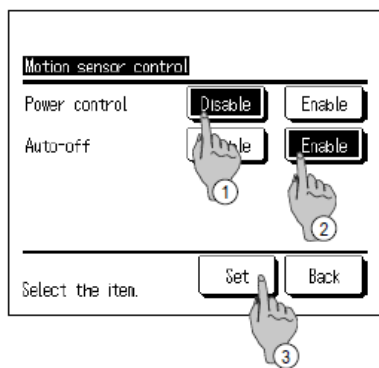 Motion sensor control
Power control Disable Enable
Auto-off Enable
1
2
Set Back
Select the item.
3